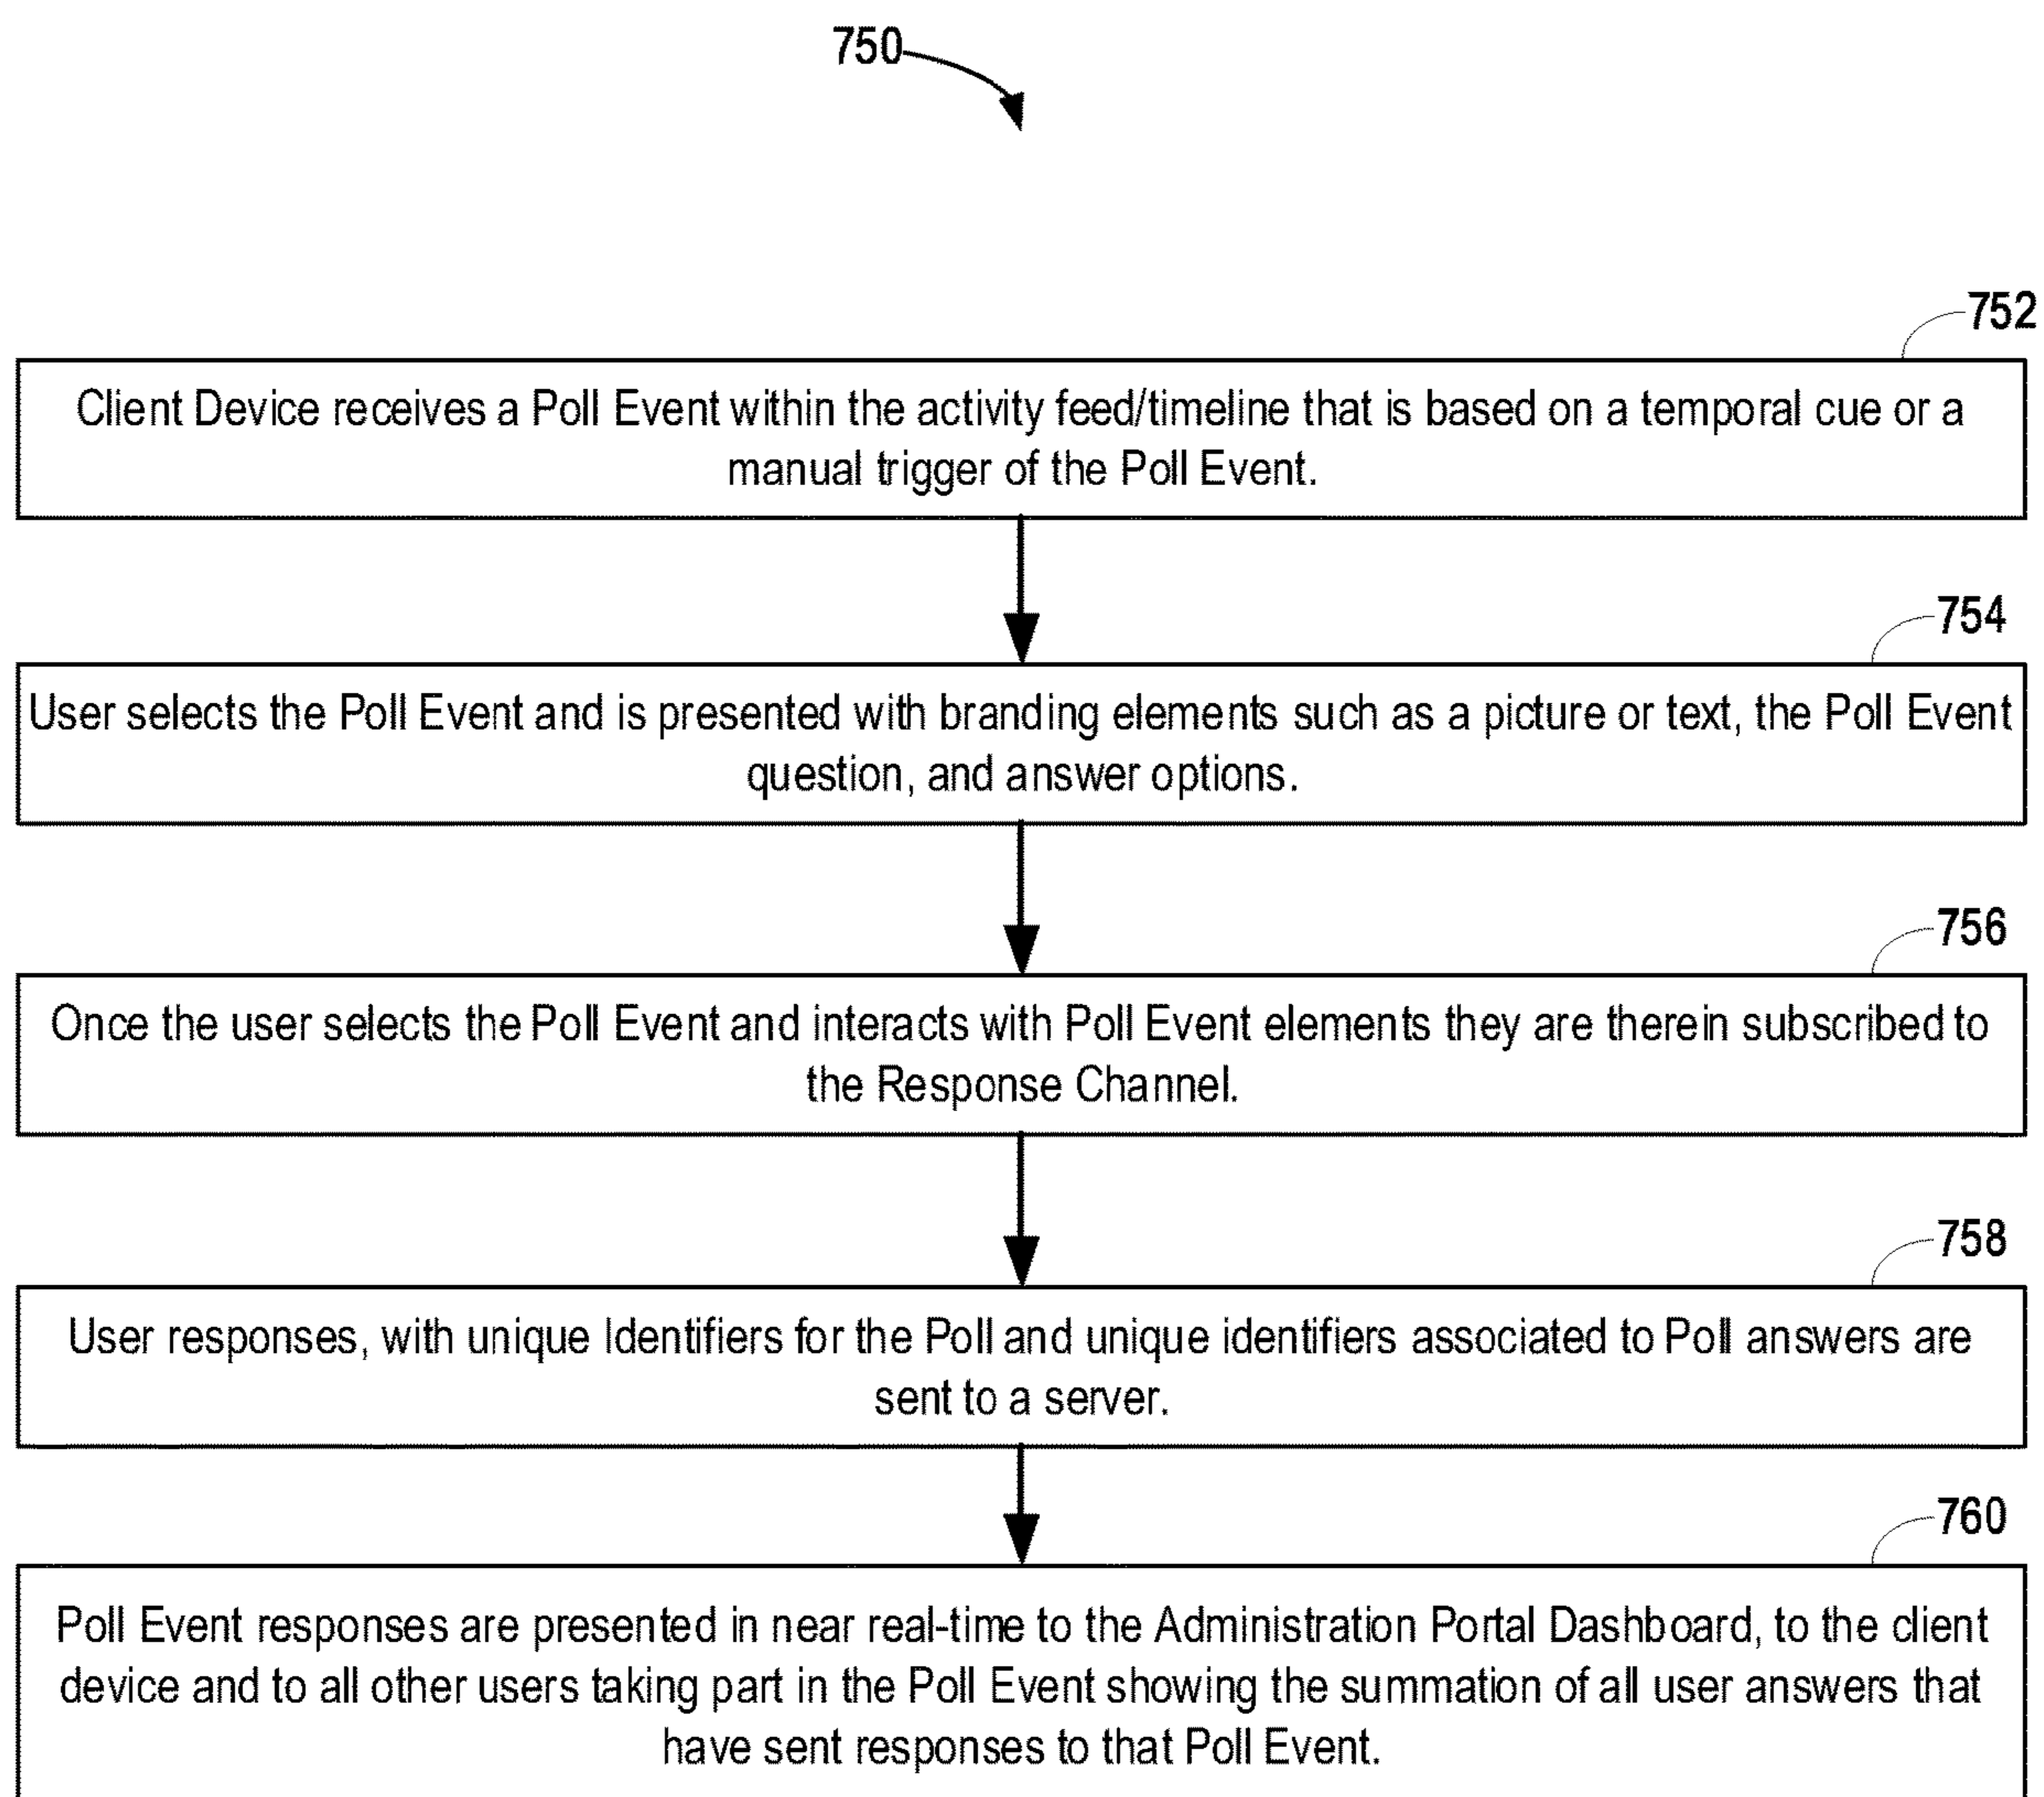 750
752
Client Device receives a Poll Event within the activity feed/timeline that is based on a temporal cue or a
manual trigger of the Poll Event.
754
User selects the Poll Event and is presented with branding elements such as a picture or text, the Poll Event
question, and answer options.
756
Once the user selects the Poll Event and interacts with Poll Event elements they are therein subscribed to
the Response Channel.
758
User responses, with unique Identifiers for the Poll and unique identifiers associated to Poll answers are
sent to a server.
760
Poll Event responses are presented in near real-time to the Administration Portal Dashboard, to the client
device and to all other users taking part in the Poll Event showing the summation of all user answers that
have sent responses to that Poll Event.